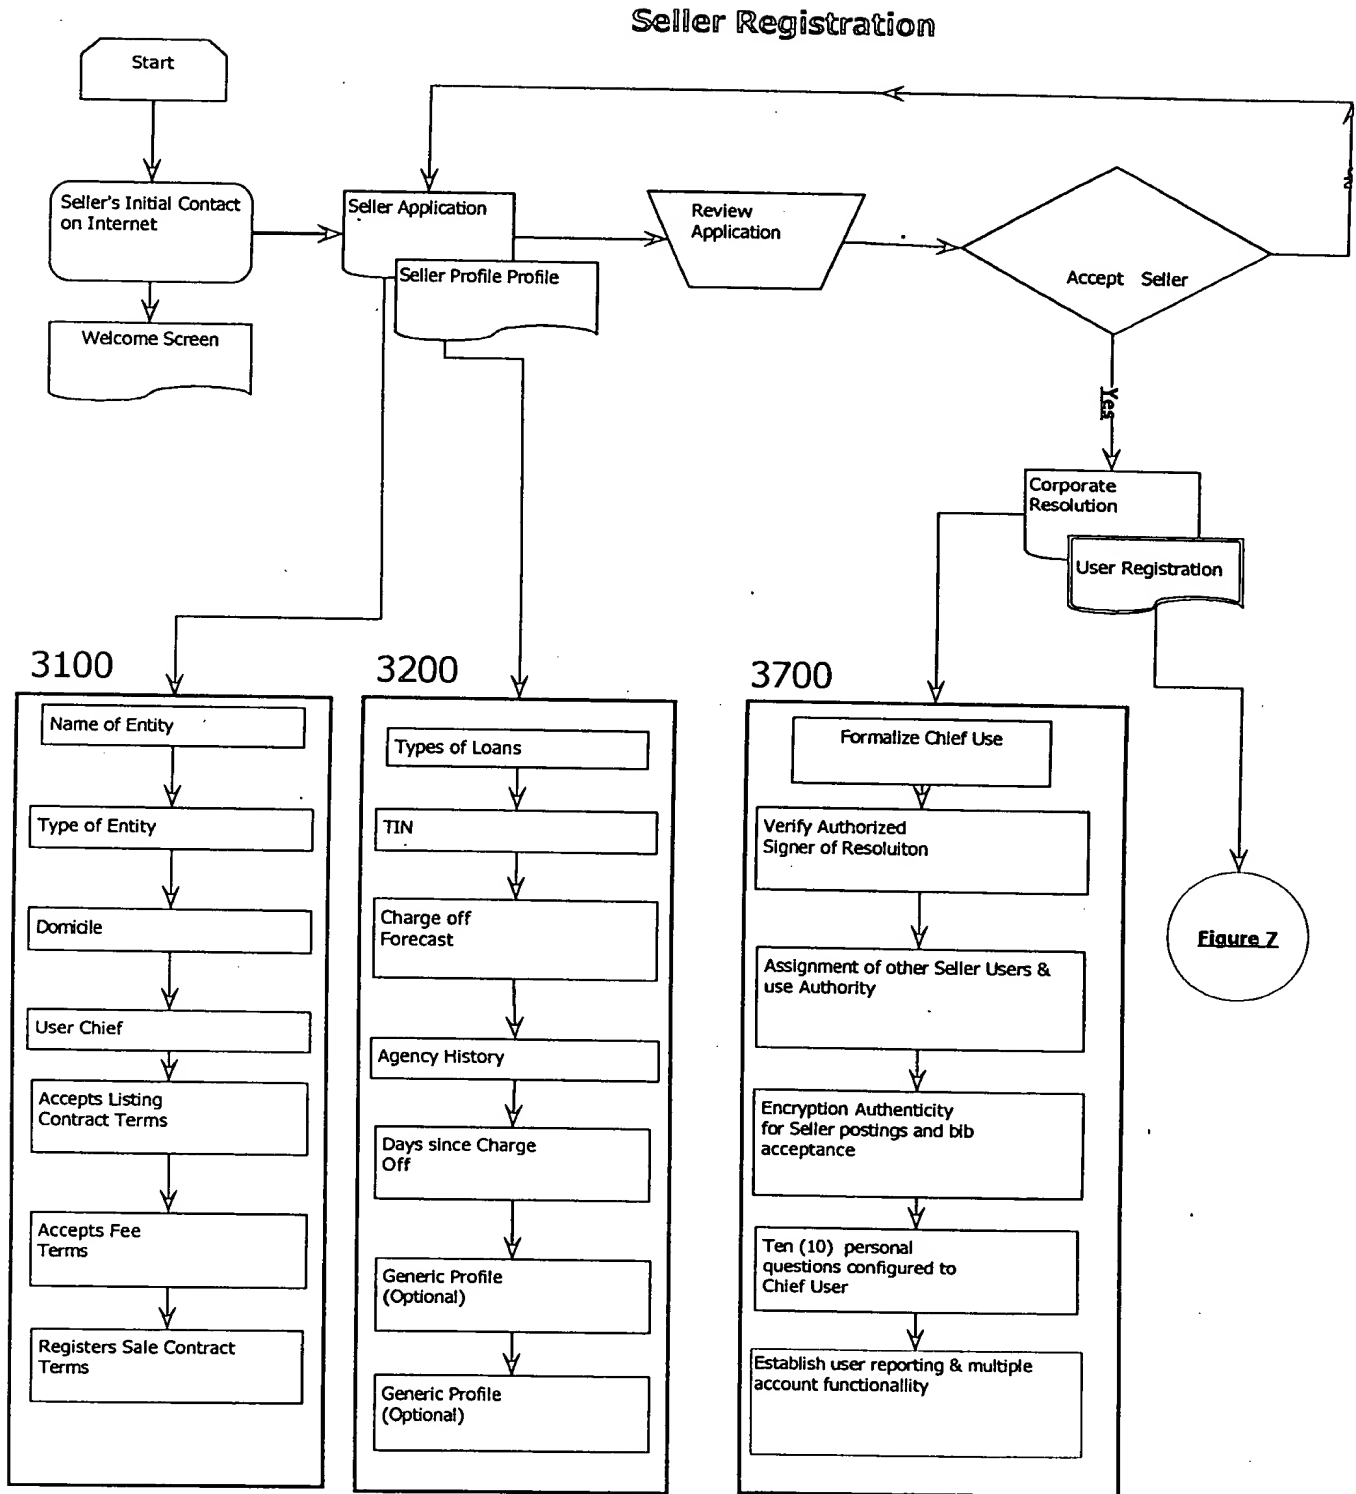 Seller Registration
Start
Seller's Initial Contact
on Internet
Welcome Screen
Seller Application
Seller Profile Profile
Review
Application
Accept Seller
Yes
Corporate
Resolution
User Registration
3100
Name of Entity
Type of Entity
Domicile
User Chief
Accepts Listing
Contract Terms
Accepts Fee
Terms
Registers Sale Contract
Terms
3200
Types of Loans
TIN
Charge off
Forecast
Agency History
Days since Charge
Off
Generic Profile
(Optional)
Generic Profile
(Optional)
3700
Formalize Chief Use
Verify Authorized
Signer of Resoluiton
Assignment of other Seller Users &
use Authority
Encryption Authenticity
for Seller postings and bib
acceptance
Ten (10) personal
questions configured to
Chief User
Establish user reporting & multiple
account functionallity
Figure 7